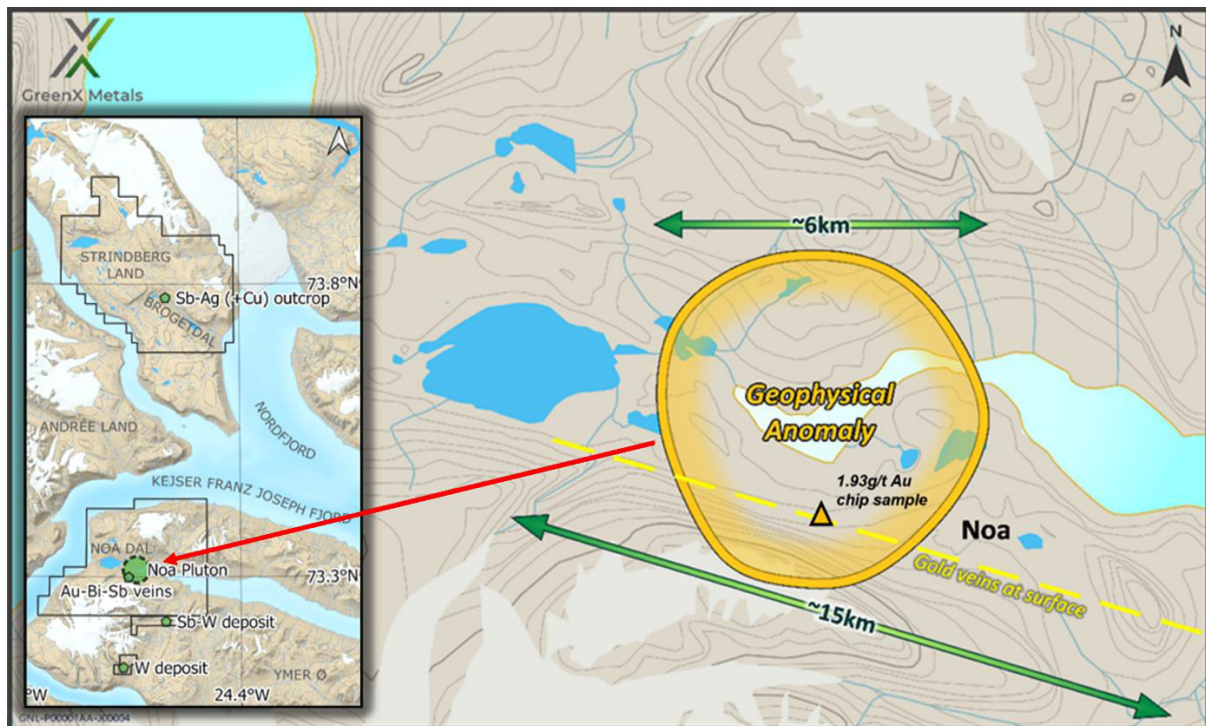 GreenX Metals
N
STRINDBERG
LAND
73.8°N
Sb-Ag (+Cu) outcrop
BROGETDAL
NORDFJORD
ANDRÉE LAND
KEJSER FRANZ JOSEPH FJORD
NOA DAL
Noa Pluton
73.3°N
Au-Bi-Sb veins
Sb-W deposit
W deposit
YMER Ø
°W
24.4°W
GNL-P00001AA-J00004
~6km
Geophysical
Anomaly
1.93g/t Au
chip sample
Noa
Gold veins at surface
~15km